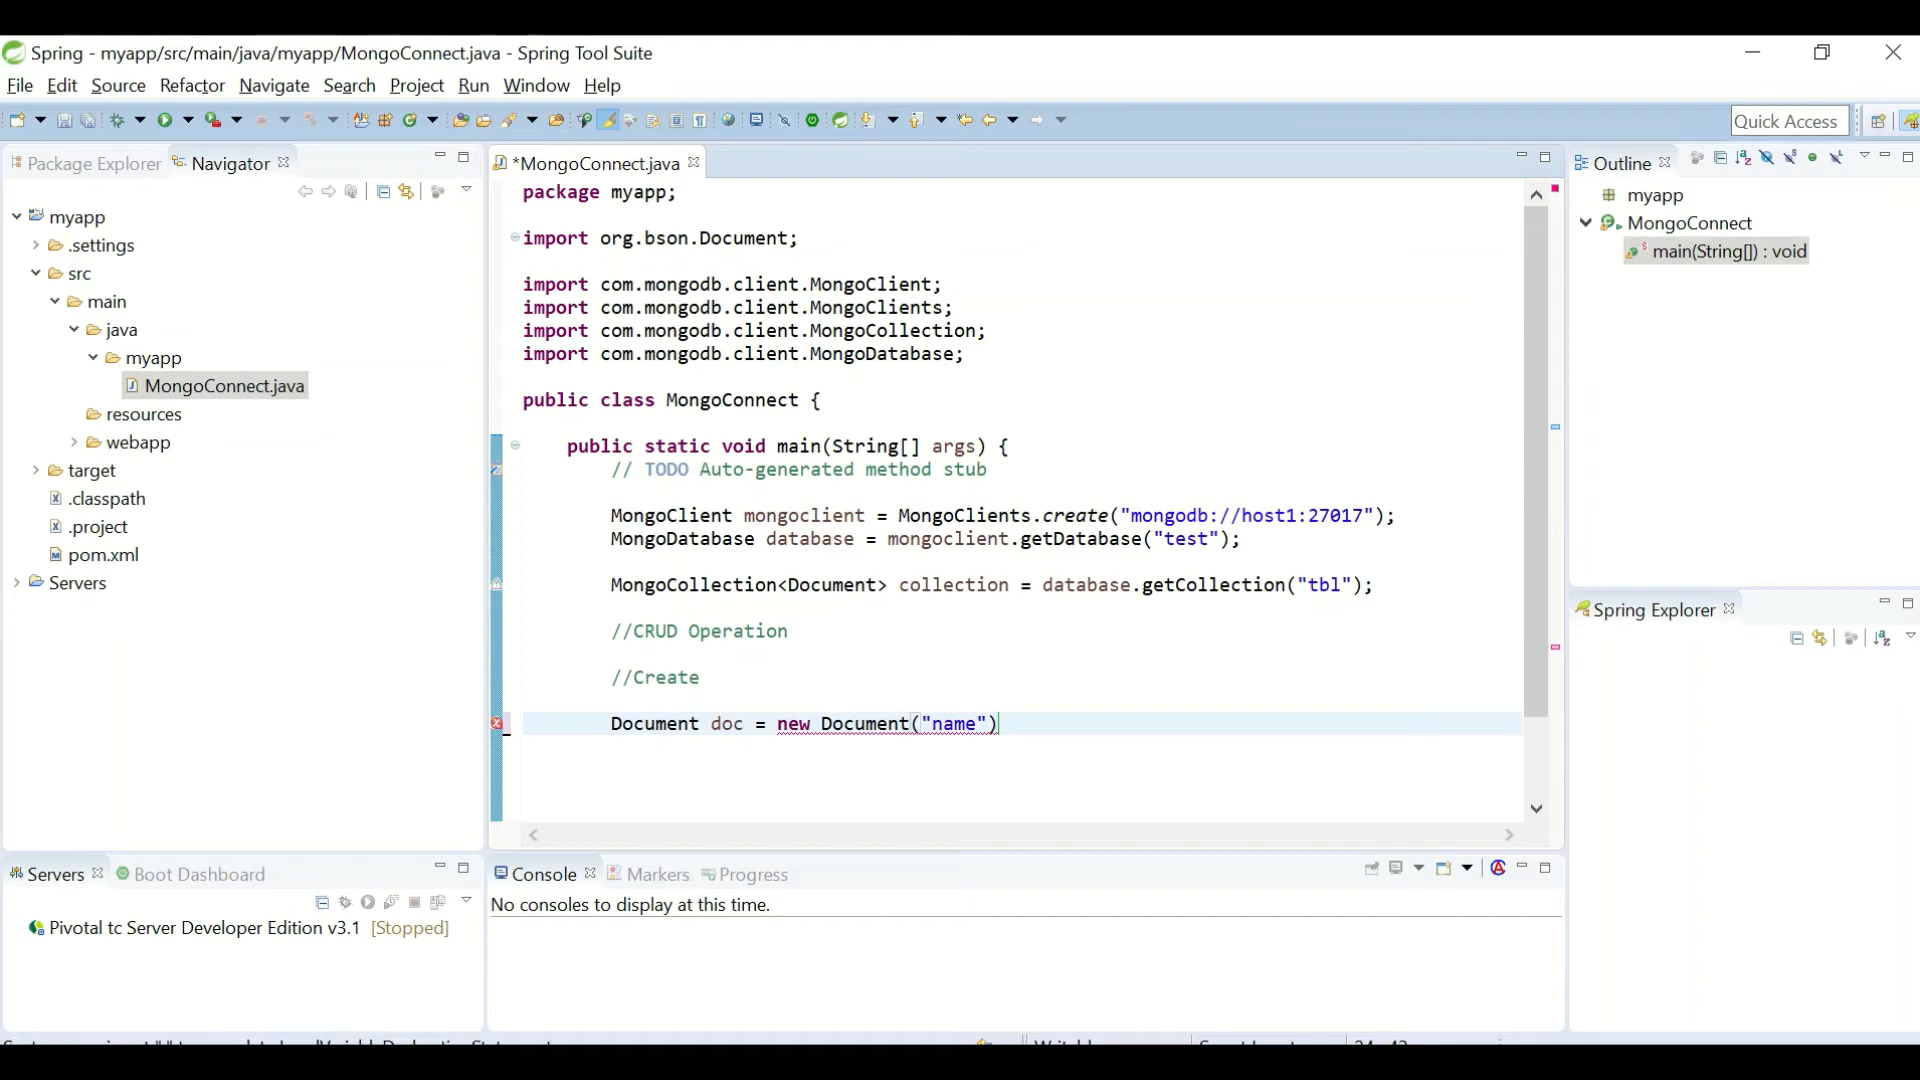 Spring - myapp/src/main/java/myapp/MongoConnect.java - Spring Tool Suite
File Edit Source Refactor Navigate Search Project Run Window Help
Quick Access
Package Explorer Navigator
myapp
.settings
src
main
java
myapp
MongoConnect.java
resources
webapp
target
.classpath
.project
pom.xml
Servers
*MongoConnect.java
package myapp;
import org.bson.Document;
import com.mongodb.client.MongoClient;
import com.mongodb.client.MongoClients;
import com.mongodb.client.MongoCollection;
import com.mongodb.client.MongoDatabase;
public class MongoConnect {
public static void main(String[] args) {
// TODO Auto-generated method stub
MongoClient mongoclient = MongoClients.create("mongodb://host1:27017");
MongoDatabase database = mongoclient.getDatabase("test");
MongoCollection<Document> collection = database.getCollection("tbl");
//CRUD Operation
//Create
Document doc = new Document("name")
Outline
myapp
MongoConnect
main(String[]) : void
Spring Explorer
Servers Boot Dashboard
Pivotal tc Server Developer Edition v3.1 [Stopped]
Console Markers Progress
No consoles to display at this time.